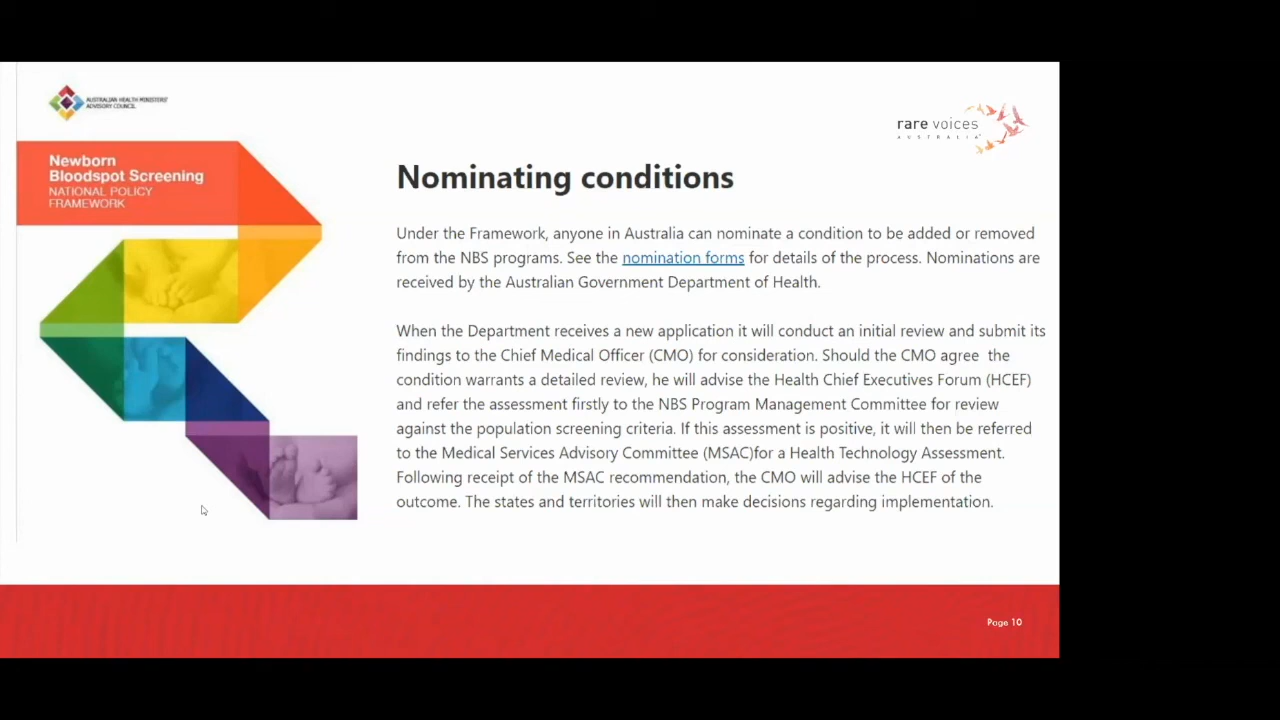 AUSTRALIAN HEALTH MINISTERS'
ADVISORY COUNCIL
rare voices
AUSTRALIA
Newborn
Bloodspot Screening
NATIONAL POLICY
FRAMEWORK
Nominating conditions
Under the Framework, anyone in Australia can nominate a condition to be added or removed
from the NBS programs. See the nomination forms for details of the process. Nominations are
received by the Australian Government Department of Health.
When the Department receives a new application it will conduct an initial review and submit its
findings to the Chief Medical Officer (CMO) for consideration. Should the CMO agree  the
condition warrants a detailed review, he will advise the Health Chief Executives Forum (HCEF)
and refer the assessment firstly to the NBS Program Management Committee for review
against the population screening criteria. If this assessment is positive, it will then be referred
to the Medical Services Advisory Committee (MSAC)for a Health Technology Assessment.
Following receipt of the MSAC recommendation, the CMO will advise the HCEF of the
outcome. The states and territories will then make decisions regarding implementation.
Page 10